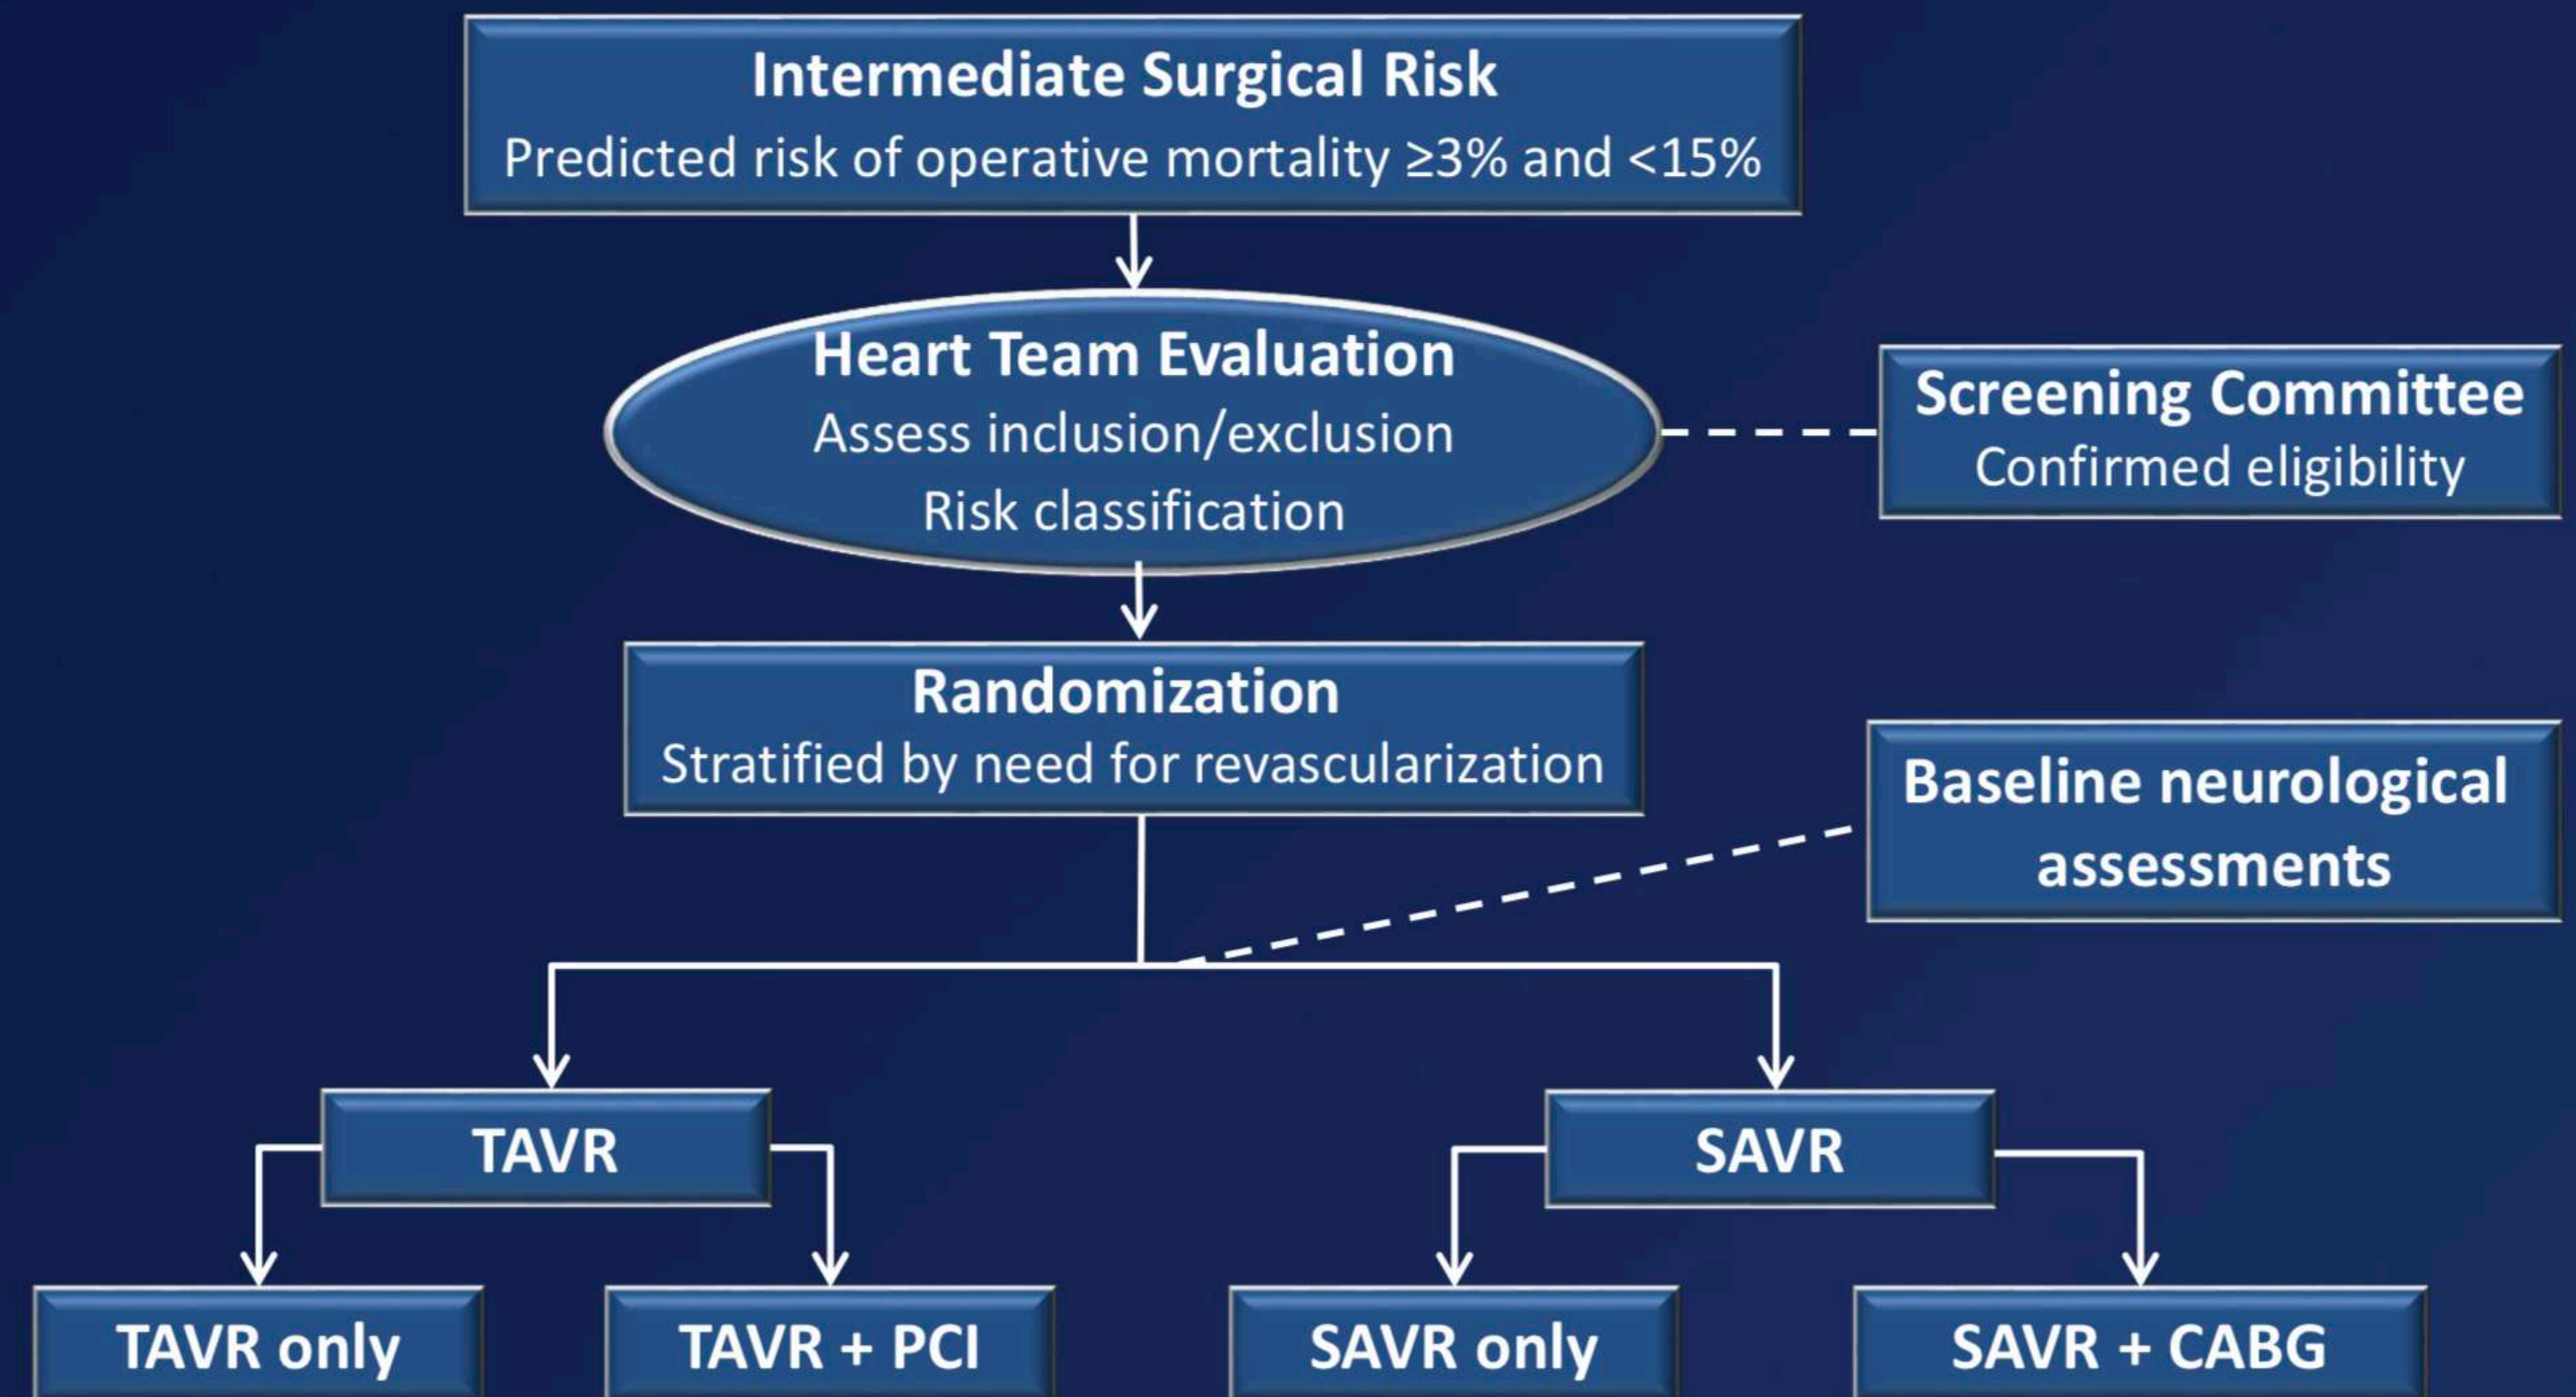 Intermediate Surgical Risk
Predicted risk of operative mortality ≥3% and <15%
Heart Team Evaluation
Assess inclusion/exclusion
Risk classification
Screening Committee
Confirmed eligibility
Randomization
Stratified by need for revascularization
Baseline neurological
assessments
TAVR
SAVR
TAVR only
TAVR + PCI
SAVR only
SAVR + CABG